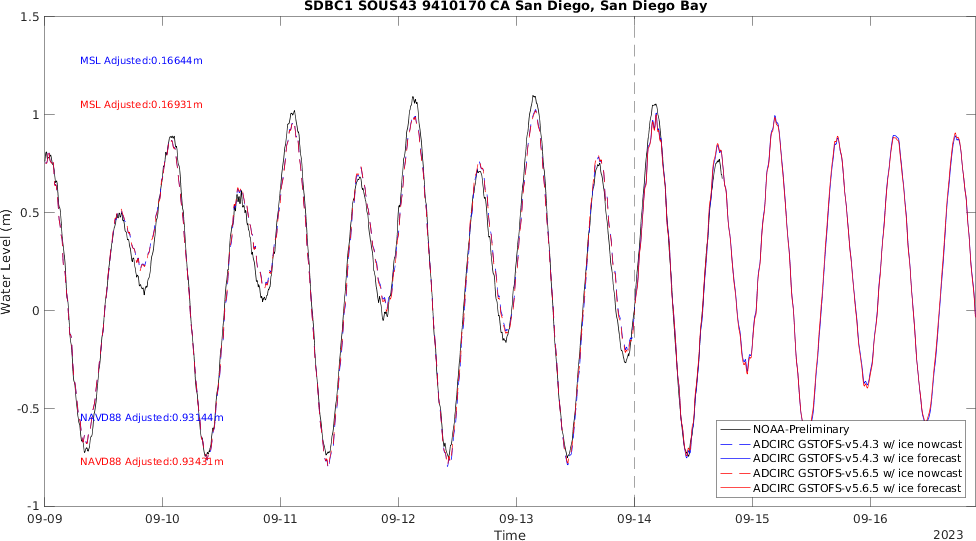 SDBC1 SOUS43 9410170 CA San Diego, San Diego Bay
1.5
MSL Adjusted:0.16644m
MSL Adjusted:0.16931m
1
0.5
Water Level (m)
0
-0.5
NAVD88 Adjusted:0.93144m
NAVD88 Adjusted:0.93431m
NOAA-Preliminary
ADCIRC GSTOFS-v5.4.3 w/ ice nowcast
ADCIRC GSTOFS-v5.4.3 w/ ice forecast
ADCIRC GSTOFS-v5.6.5 w/ ice nowcast
ADCIRC GSTOFS-v5.6.5 w/ ice forecast
-1
09-09 09-10 09-11 09-12 09-13 09-14 09-15 09-16
Time
2023